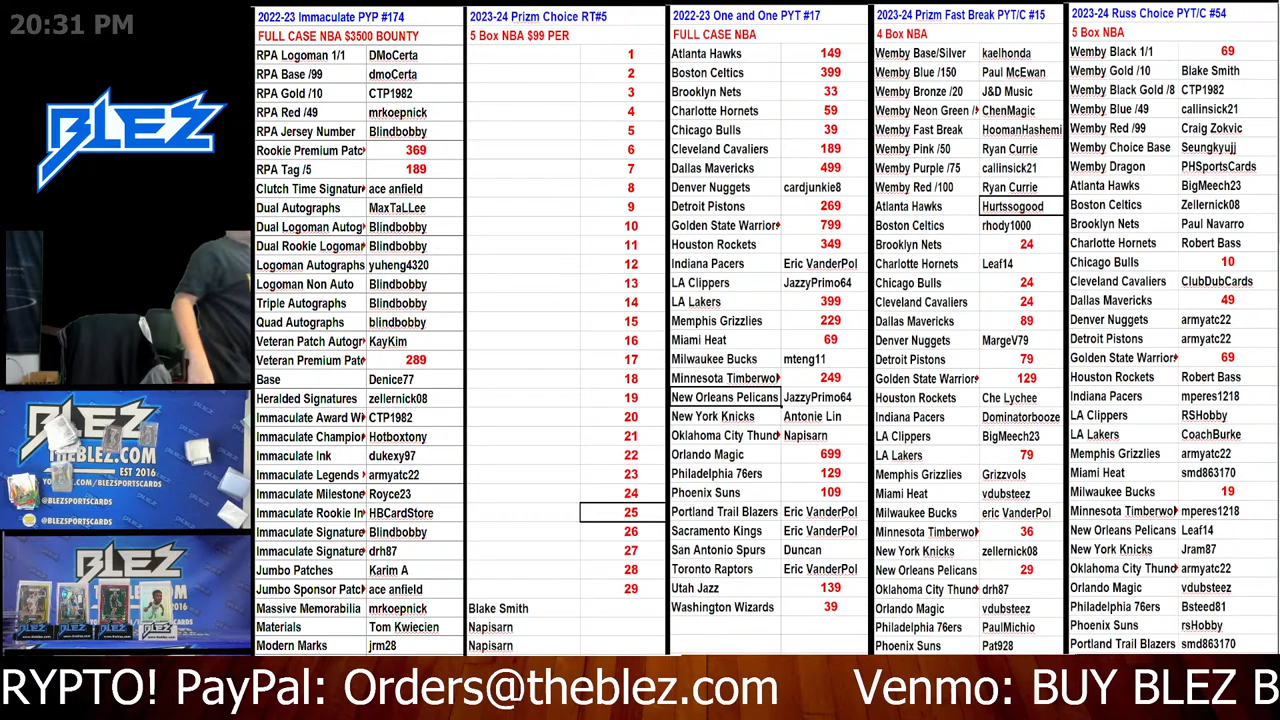 20:31 PM
BLEZ
BLEZ
.COM
EST 2016
YOUTUBE.COM/BLEZSPORTSCARDS
@BLEZSPORTSCARDS
@BLEZSPORTSCARDS
BLEZ
2022-23 Immaculate PYP #174
FULL CASE NBA $3500 BOUNTY
RPA Logoman 1/1 DMoCerta
RPA Base /99 dmoCerta
RPA Gold /10 CTP1982
RPA Red /49 mrkoepnick
RPA Jersey Number Blindbobby
Rookie Premium Patc 369
RPA Tag /5 189
Clutch Time Signatur ace anfield
Dual Autographs MaxTaLLee
Dual Logoman Autog Blindbobby
Dual Rookie Logoma Blindbobby
Logoman Autographs yuheng4320
Logoman Non Auto Blindbobby
Triple Autographs Blindbobby
Quad Autographs blindbobby
Veteran Patch Autogr KayKim
Veteran Premium Pat 289
Base Denice77
Heralded Signatures zellernick08
Immaculate Award Wi CTP1982
Immaculate Champio Hotboxtony
Immaculate Ink dukexy97
Immaculate Legends armyatc22
Immaculate Milestone Royce23
Immaculate Rookie In HBCardStore
Immaculate Signature Blindbobby
Immaculate Signature drh87
Jumbo Patches Karim A
Jumbo Sponsor Patc ace anfield
Massive Memorabilia mrkoepnick
Materials Tom Kwiecien
Modern Marks jrm28
2023-24 Prizm Choice RT#5
5 Box NBA $99 PER
1
2
3
4
5
6
7
8
9
10
11
12
13
14
15
16
17
18
19
20
21
22
23
24
25
26
27
28
29
Blake Smith
Napisarn
Napisarn
2022-23 One and One PYT #17
FULL CASE NBA
Atlanta Hawks 149
Boston Celtics 399
Brooklyn Nets 33
Charlotte Hornets 59
Chicago Bulls 39
Cleveland Cavaliers 189
Dallas Mavericks 499
Denver Nuggets cardjunkie8
Detroit Pistons 269
Golden State Warrior 799
Houston Rockets 349
Indiana Pacers Eric VanderPol
LA Clippers JazzyPrimo64
LA Lakers 399
Memphis Grizzlies 229
Miami Heat 69
Milwaukee Bucks mteng11
Minnesota Timberwo 249
New Orleans Pelicans JazzyPrimo64
New York Knicks Antonie Lin
Oklahoma City Thund Napisarn
Orlando Magic 699
Philadelphia 76ers 129
Phoenix Suns 109
Portland Trail Blazers Eric VanderPol
Sacramento Kings Eric VanderPol
San Antonio Spurs Duncan
Toronto Raptors Eric VanderPol
Utah Jazz 139
Washington Wizards 39
2023-24 Prizm Fast Break PYT/C #15
4 Box NBA
Wemby Base/Silver kaelhonda
Wemby Blue /150 Paul McEwan
Wemby Bronze /20 J&D Music
Wemby Neon Green / ChenMagic
Wemby Fast Break HoomanHashemi
Wemby Pink /50 Ryan Currie
Wemby Purple /75 callinsick21
Wemby Red /100 Ryan Currie
Atlanta Hawks Hurtssogood
Boston Celtics rhody1000
Brooklyn Nets 24
Charlotte Hornets Leaf14
Chicago Bulls 24
Cleveland Cavaliers 24
Dallas Mavericks 89
Denver Nuggets MargeV79
Detroit Pistons 79
Golden State Warrior 129
Houston Rockets Che Lychee
Indiana Pacers Dominatorbooze
LA Clippers BigMeech23
LA Lakers 79
Memphis Grizzlies Grizzvols
Miami Heat vdubsteez
Milwaukee Bucks eric VanderPol
Minnesota Timberwo 36
New York Knicks zellernick08
New Orleans Pelicans 29
Oklahoma City Thund drh87
Orlando Magic vdubsteez
Philadelphia 76ers PaulMichio
Phoenix Suns Pat928
2023-24 Russ Choice PYT/C #54
5 Box NBA
Wemby Black 1/1 69
Wemby Gold /10 Blake Smith
Wemby Black Gold /8 CTP1982
Wemby Blue /49 callinsick21
Wemby Red /99 Craig Zokvic
Wemby Choice Base Seungkyujj
Wemby Dragon PHSportsCards
Atlanta Hawks BigMeech23
Boston Celtics Zellernick08
Brooklyn Nets Paul Navarro
Charlotte Hornets Robert Bass
Chicago Bulls 10
Cleveland Cavaliers ClubDubCards
Dallas Mavericks 49
Denver Nuggets armyatc22
Detroit Pistons armyatc22
Golden State Warrior 69
Houston Rockets Robert Bass
Indiana Pacers mperes1218
LA Clippers RSHobby
LA Lakers CoachBurke
Memphis Grizzlies armyatc22
Miami Heat smd863170
Milwaukee Bucks 19
Minnesota Timberwo mperes1218
New Orleans Pelicans Leaf14
New York Knicks Jram87
Oklahoma City Thund armyatc22
Orlando Magic vdubsteez
Philadelphia 76ers Bsteed81
Phoenix Suns rsHobby
Portland Trail Blazers smd863170
RYPTO! PayPal: Orders@theblez.com Venmo: BUY BLEZ B